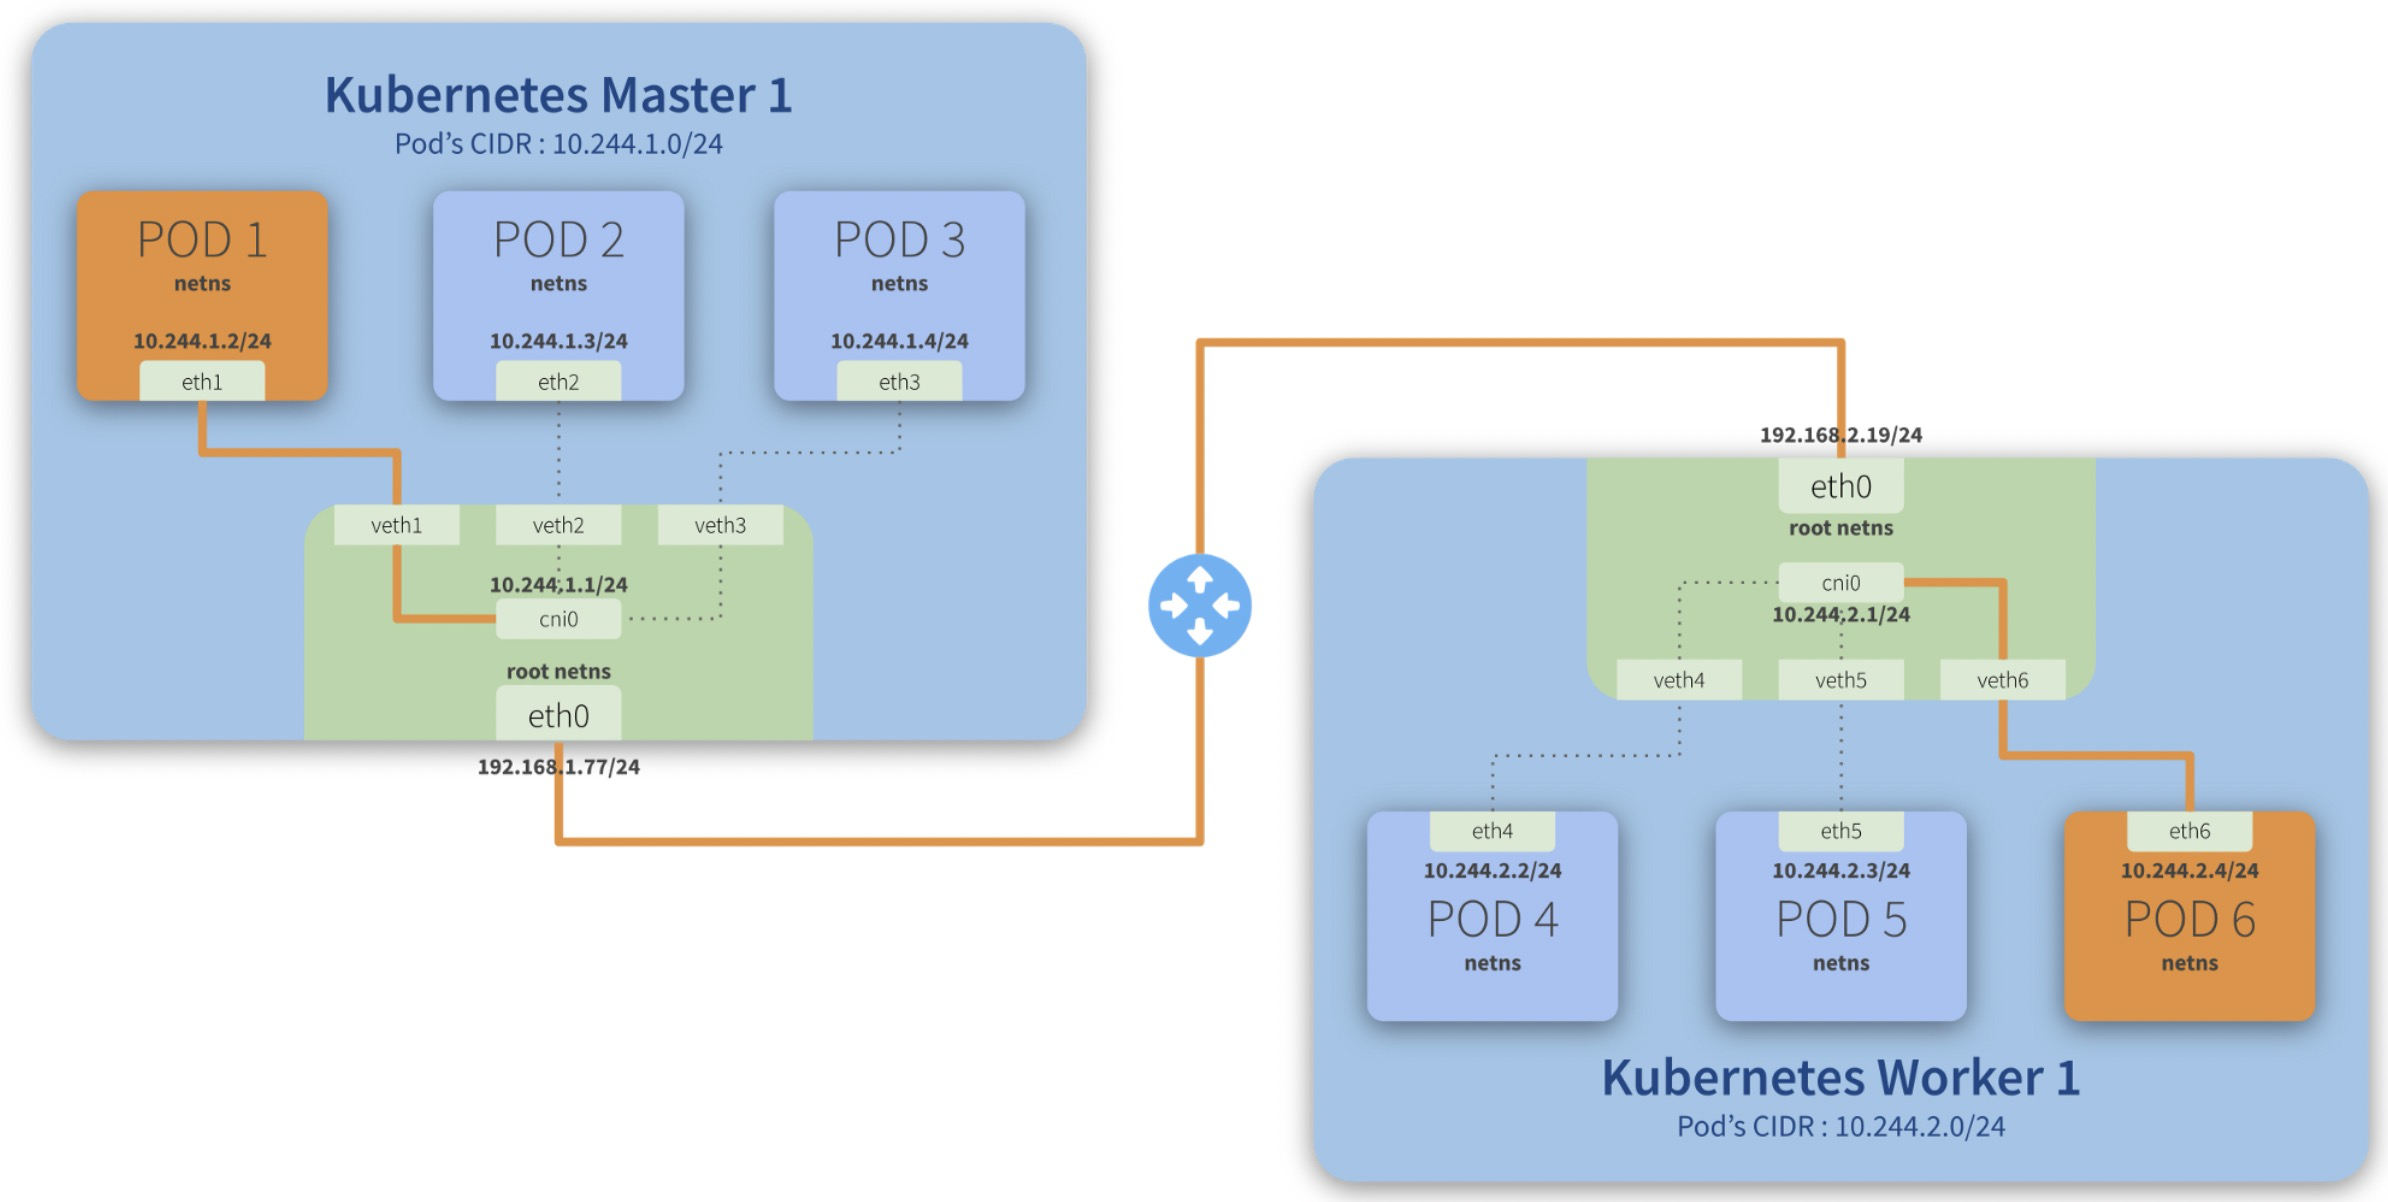 Kubernetes Master 1
Pod’s CIDR : 10.244.1.0/24
POD 1
netns
10.244.1.2/24
eth1
POD 2
netns
10.244.1.3/24
eth2
POD 3
netns
10.244.1.4/24
eth3
veth1
veth2
veth3
10.244.1.1/24
cni0
root netns
eth0
192.168.1.77/24
192.168.2.19/24
eth0
root netns
cni0
10.244.2.1/24
veth4
veth5
veth6
eth4
10.244.2.2/24
POD 4
netns
eth5
10.244.2.3/24
POD 5
netns
eth6
10.244.2.4/24
POD 6
netns
Kubernetes Worker 1
Pod’s CIDR : 10.244.2.0/24